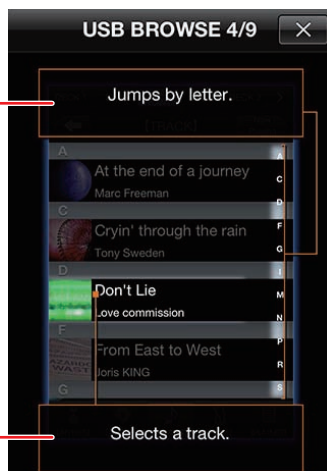 USB BROWSE 4/9
Jumps by letter.
[TRACK]
A
At the end of a journey
Marc Freeman
C
Cryin' through the rain
Tony Sweden
D
Don't Lie
Love commission
F
From East to West
Joris KING
G
A
C
D
F
G
I
M
N
P
R
S
Selects a track.